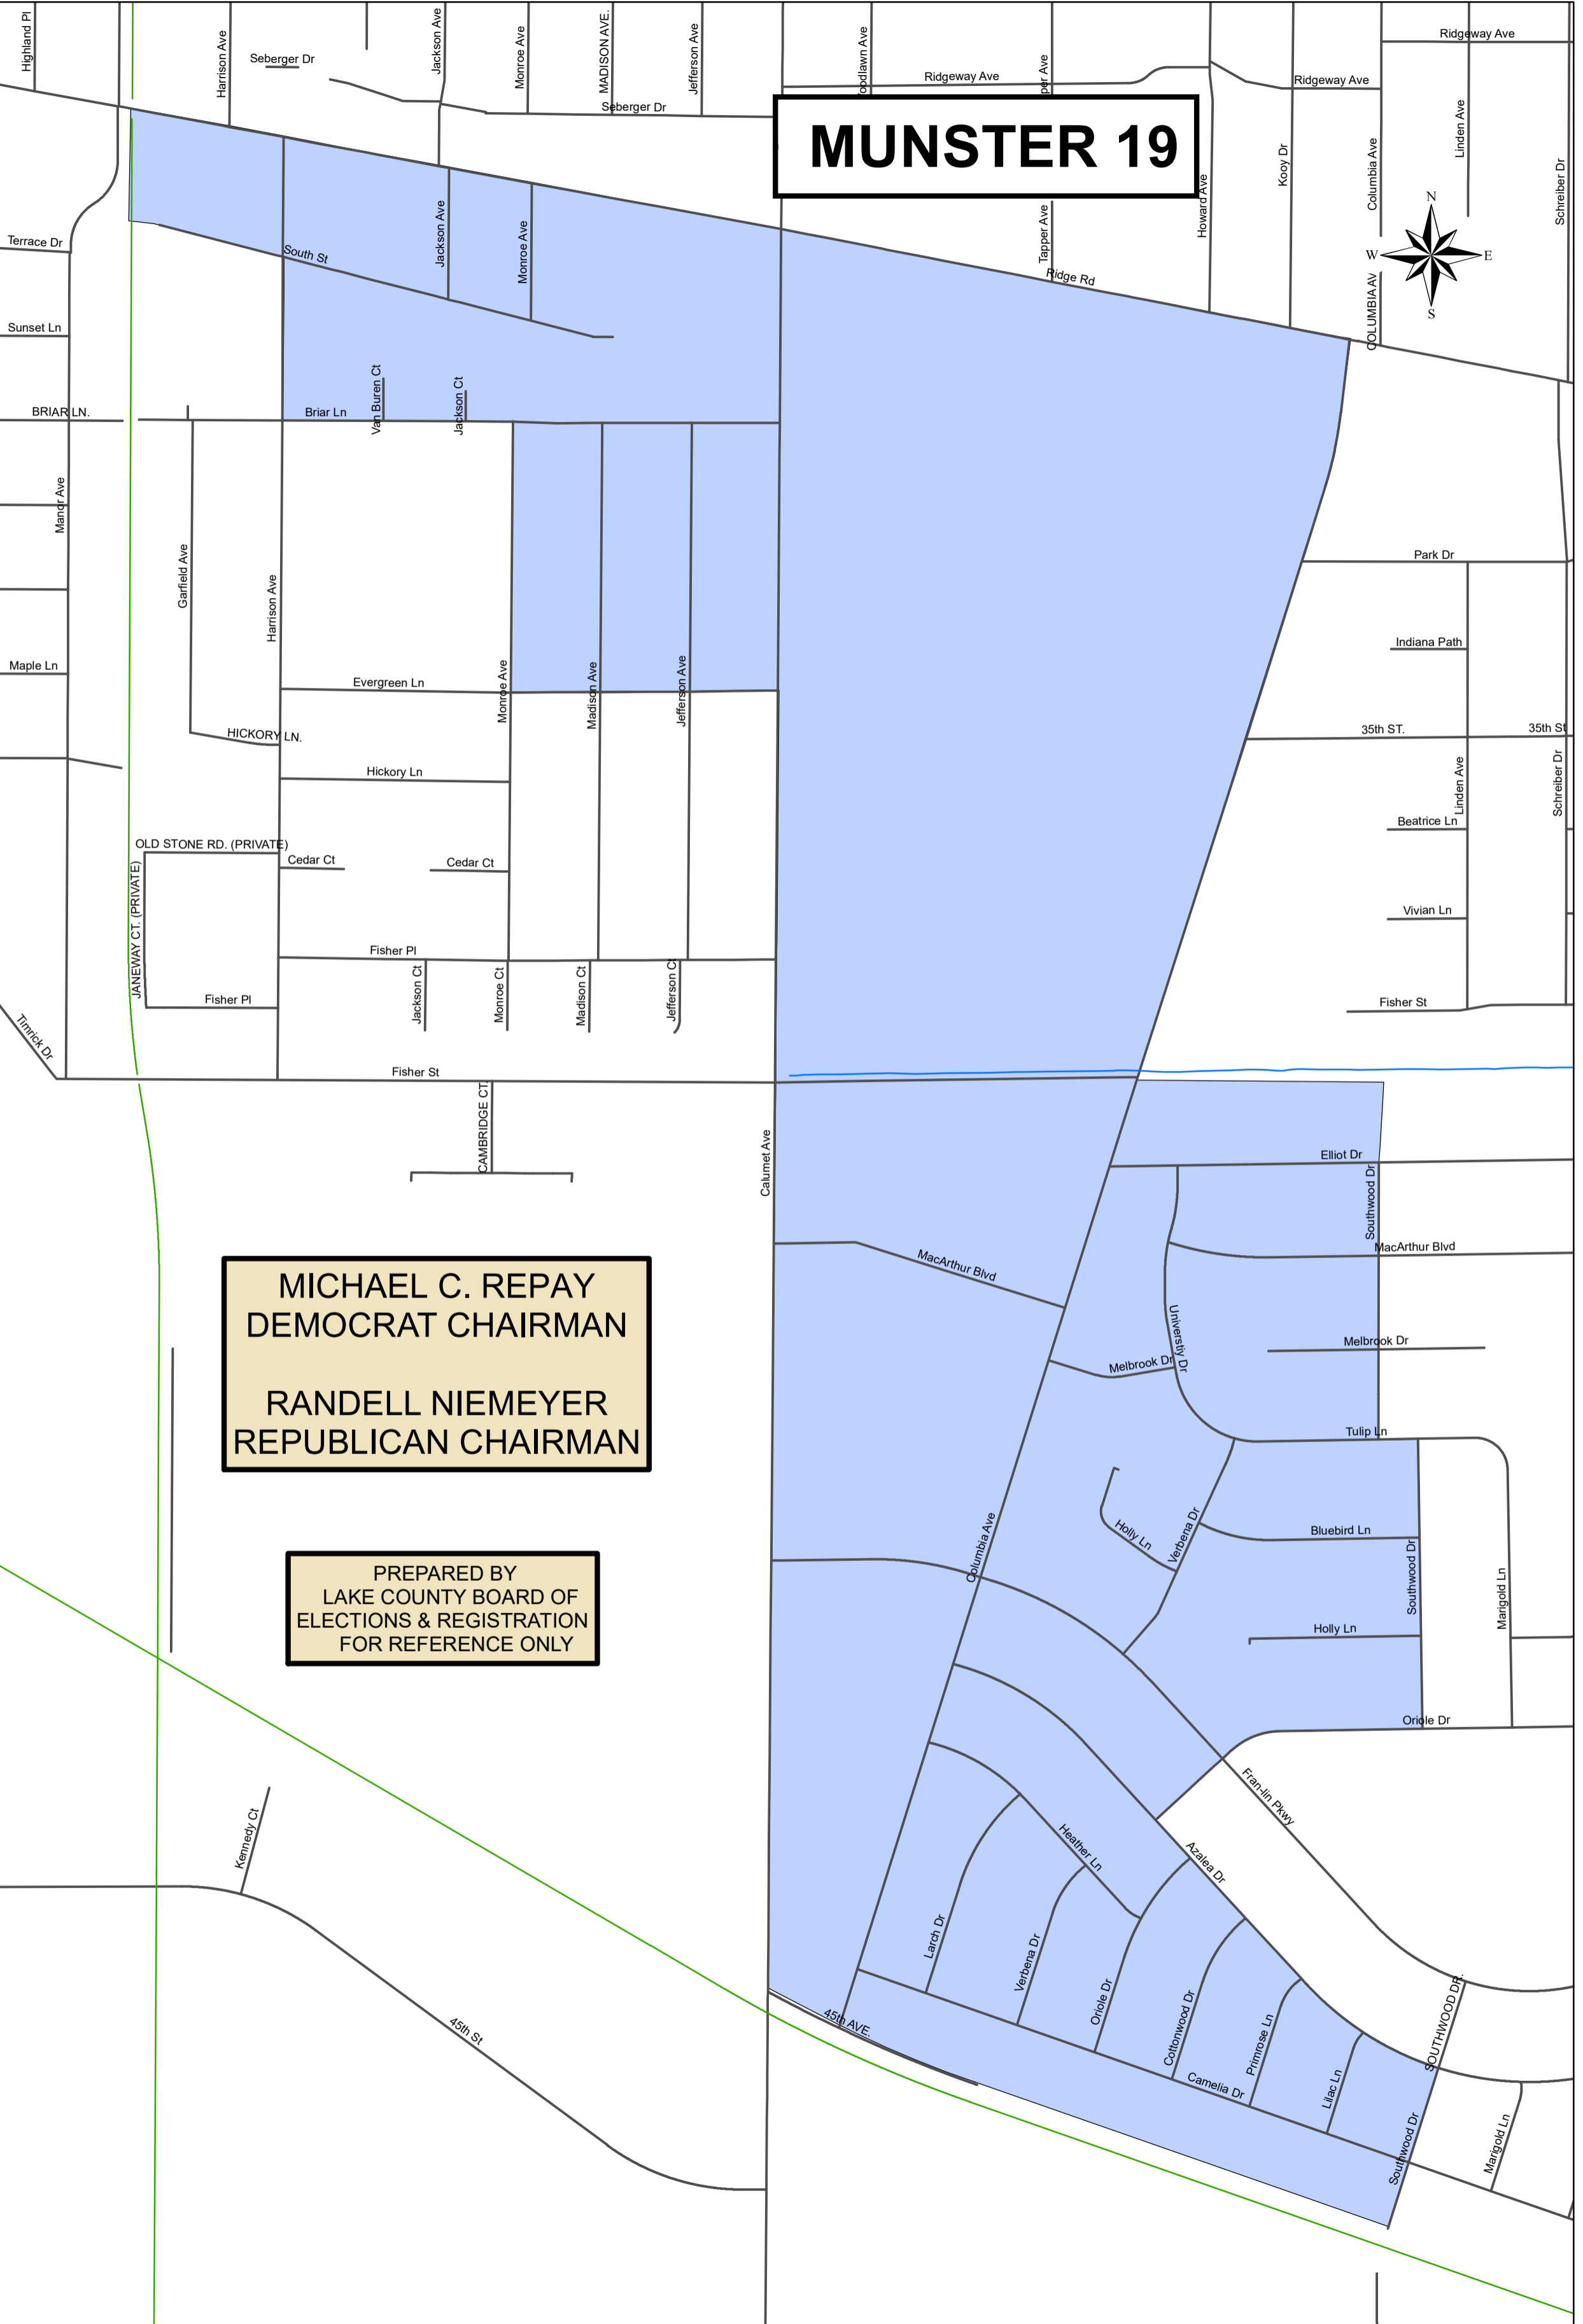 Highland Pl
Harrison Ave
Seberger Dr
Jackson Ave
Monroe Ave
MADISON AVE.
Jefferson Ave
Seberger Dr
Ridgeway Ave
Ridgeway Ave
Ridgeway Ave
Linden Ave
Columbia Ave
Kooy Dr
Howard Ave
Schreiber Dr
MUNSTER 19
Tapper Ave
Ridge Rd
COLUMBIA AV
N
W
E
S
Terrace Dr
South St
Jackson Ave
Monroe Ave
Sunset Ln
Van Buren Ct
Jackson Ct
BRIAR LN.
Briar Ln
Manor Ave
Garfield Ave
Harrison Ave
Park Dr
Indiana Path
Maple Ln
Evergreen Ln
Monroe Ave
Madison Ave
Jefferson Ave
HICKORY LN.
35th ST.
35th St
Hickory Ln
Linden Ave
Schreiber Dr
Beatrice Ln
OLD STONE RD. (PRIVATE)
Cedar Ct
Cedar Ct
JANEWAY CT. (PRIVATE)
Vivian Ln
Fisher Pl
Fisher Pl
Jackson Ct
Monroe Ct
Madison Ct
Jefferson Ct
Fisher St
Timrick Dr
Fisher St
CAMBRIDGE CT.
Calumet Ave
Elliot Dr
Southwood Dr
MacArthur Blvd
MacArthur Blvd
MICHAEL C. REPAY
DEMOCRAT CHAIRMAN
RANDELL NIEMEYER
REPUBLICAN CHAIRMAN
University Dr
Melbrook Dr
Melbrook Dr
Tulip Ln
PREPARED BY
LAKE COUNTY BOARD OF
ELECTIONS & REGISTRATION
FOR REFERENCE ONLY
Columbia Ave
Holly Ln
Verbena Dr
Bluebird Ln
Southwood Dr
Marigold Ln
Holly Ln
Oriole Dr
Fran-lin Pkwy
Kennedy Ct
Heather Ln
Azalea Dr
Larch Dr
Verbena Dr
Oriole Dr
Cottonwood Dr
Primrose Ln
Lilac Ln
SOUTHWOOD DR.
45th St
45th AVE.
Camelia Dr
Southwood Dr
Marigold Ln